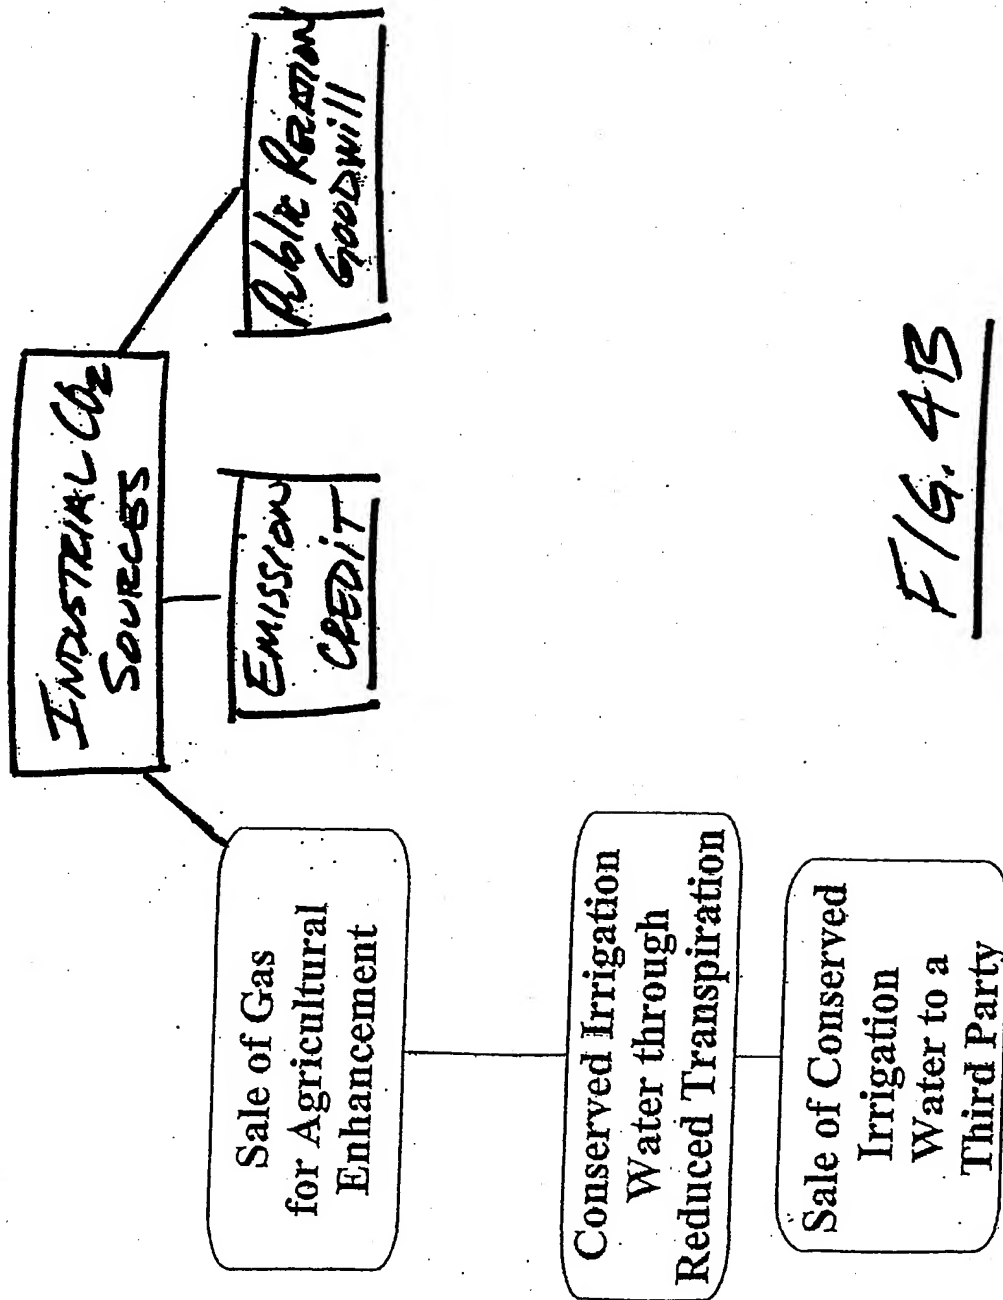 INDUSTRIAL CO2
SOURCES
Sale of Gas
for Agricultural
Enhancement
EMISSION
CREDIT
Public RELATION
GOODWill
Conserved Irrigation
Water through
Reduced Transpiration
Sale of Conserved
Irrigation
Water to a
Third Party
FIG. 4B